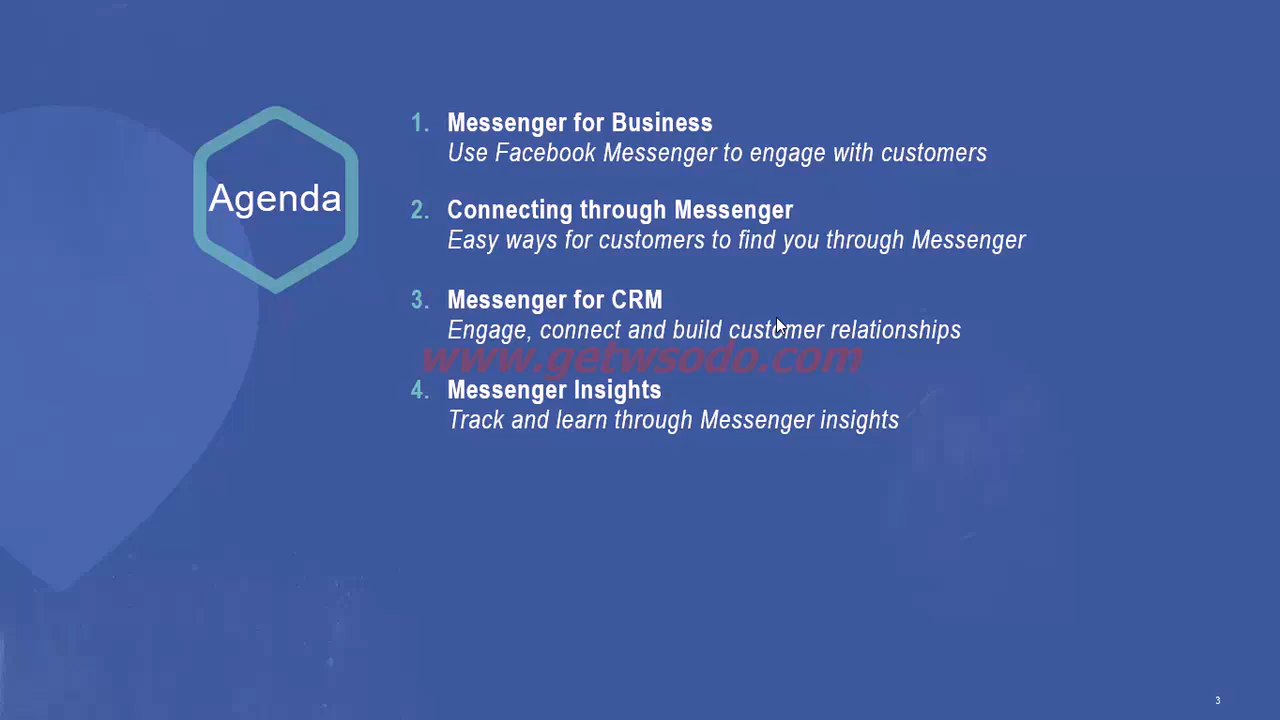 Agenda
1. Messenger for Business
Use Facebook Messenger to engage with customers
2. Connecting through Messenger
Easy ways for customers to find you through Messenger
3. Messenger for CRM
Engage, connect and build customer relationships
www.getwsodo.com
4. Messenger Insights
Track and learn through Messenger insights
3